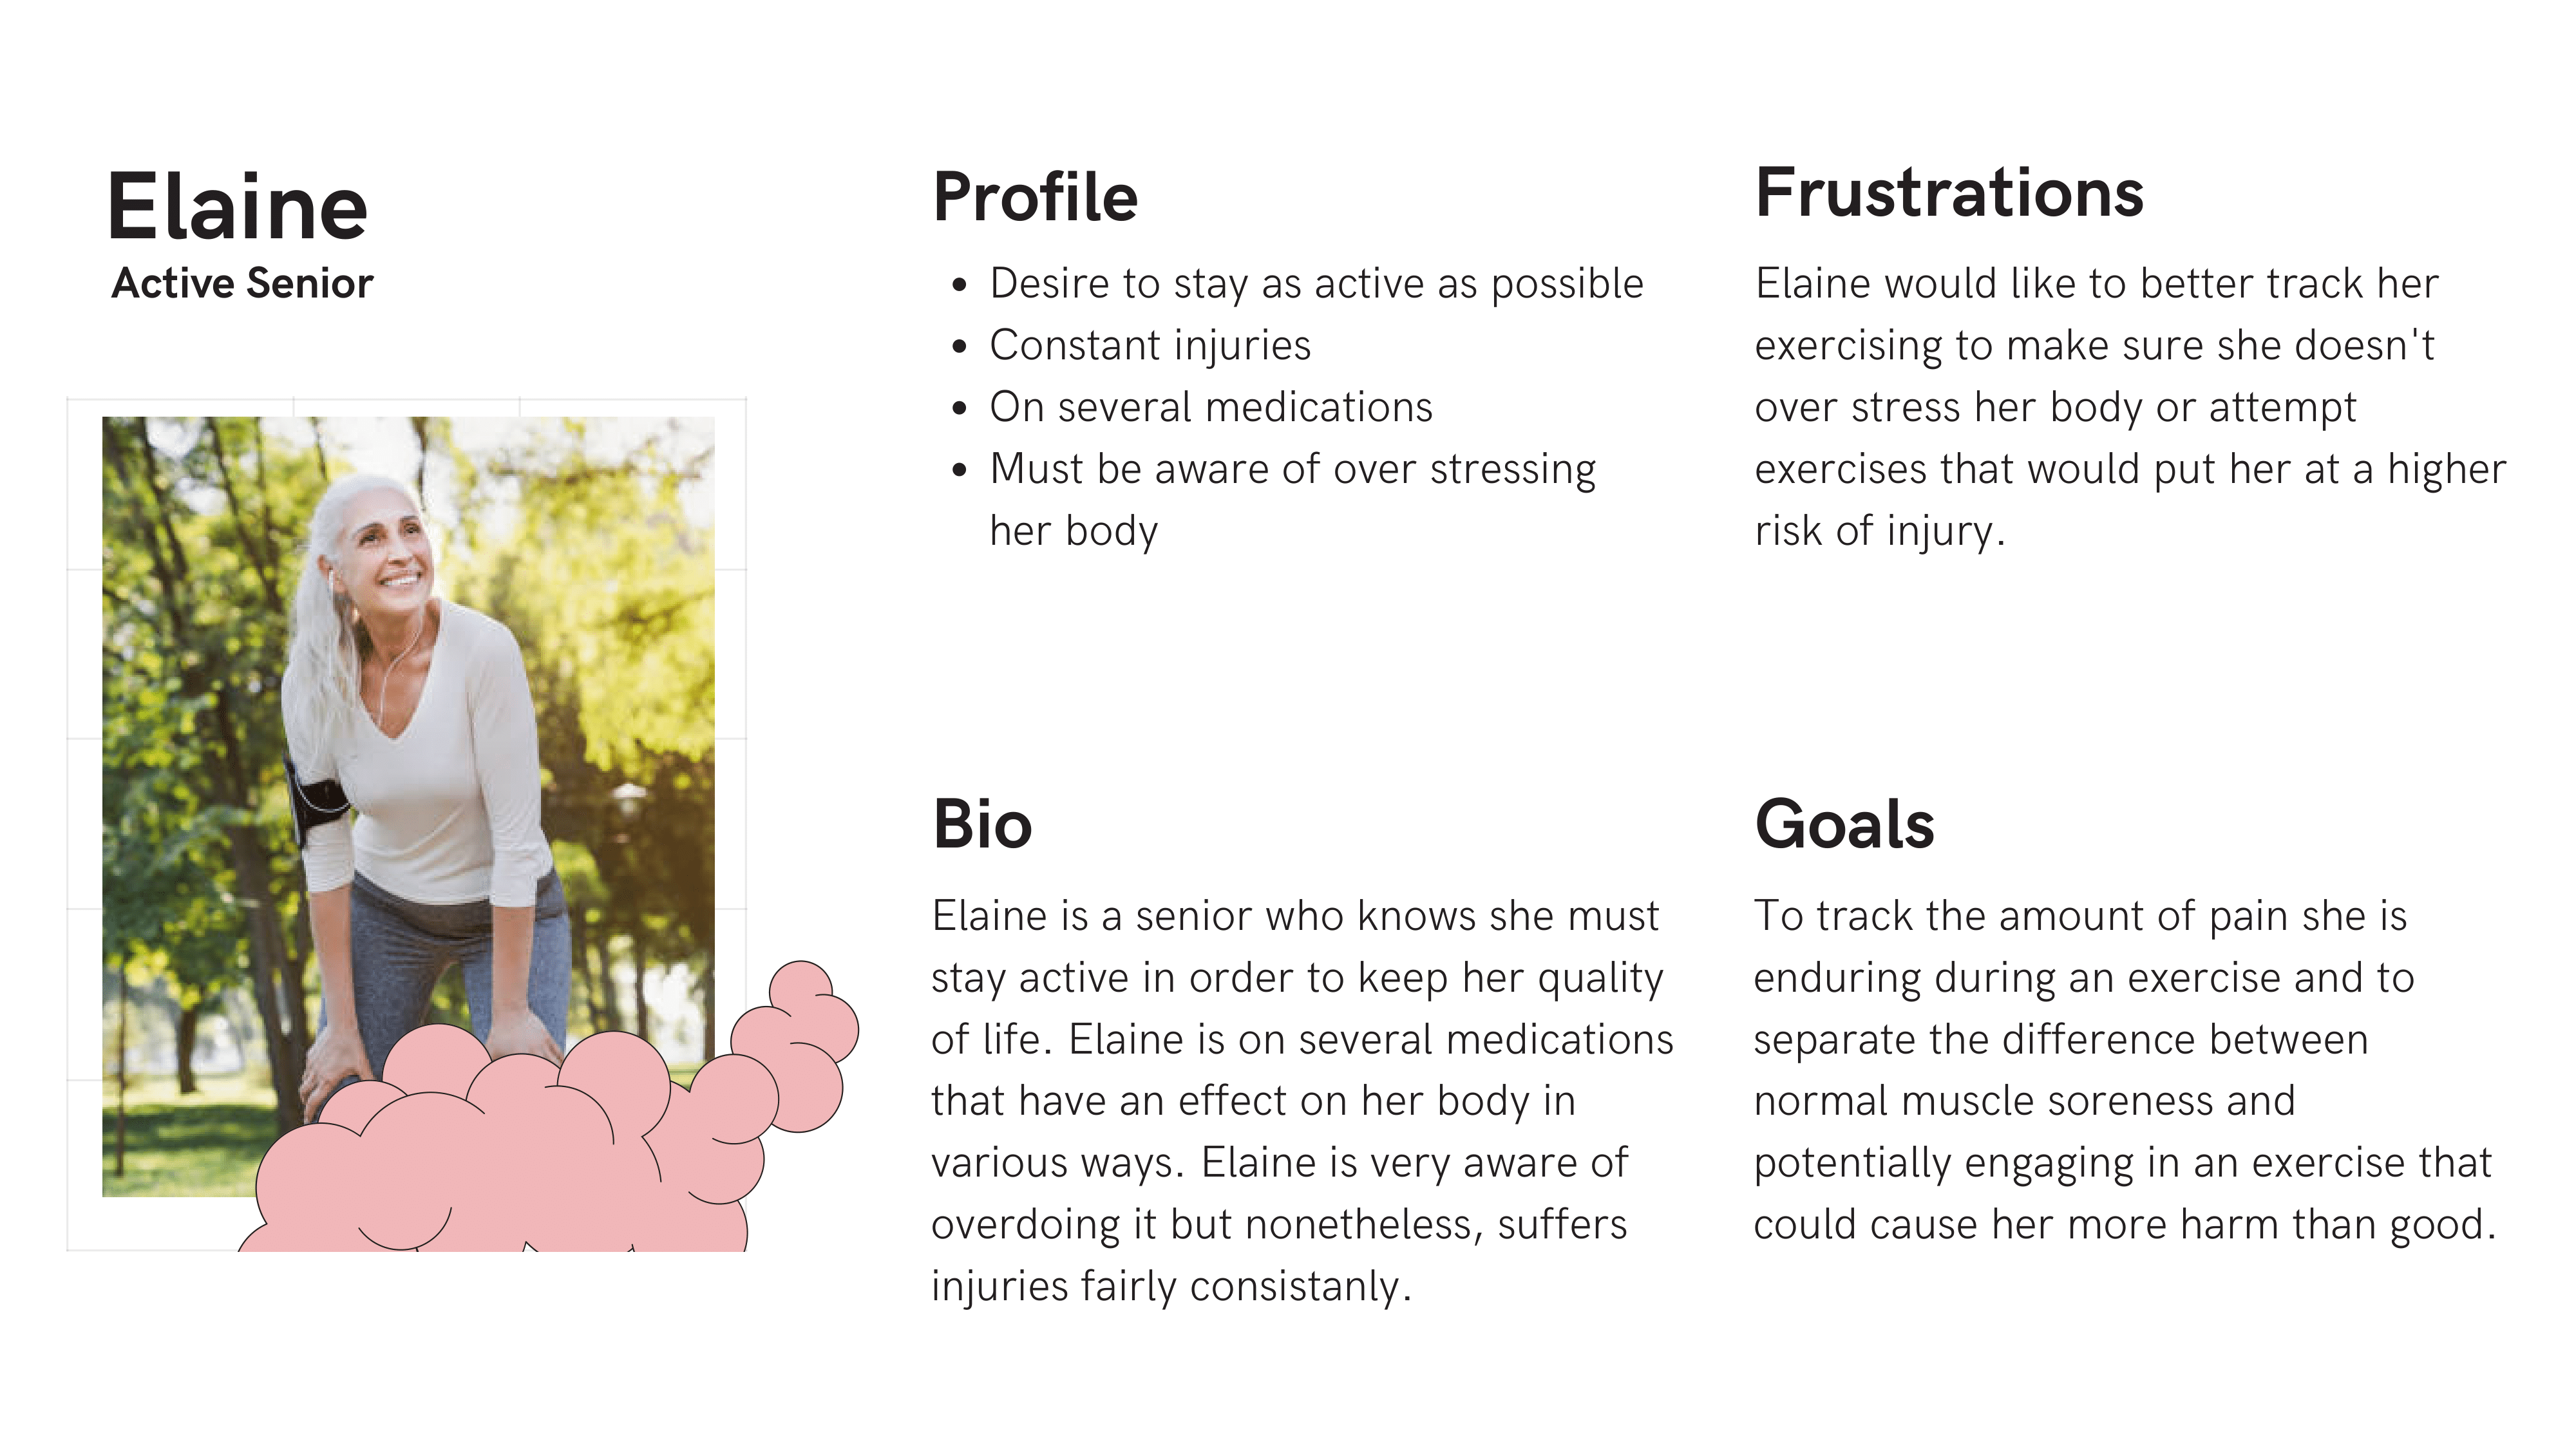 Elaine
Active Senior
Profile
• Desire to stay as active as possible
• Constant injuries
• On several medications
• Must be aware of over stressing
her body
Frustrations
Elaine would like to better track her
exercising to make sure she doesn't
over stress her body or attempt
exercises that would put her at a higher
risk of injury.
Bio
Elaine is a senior who knows she must
stay active in order to keep her quality
of life. Elaine is on several medications
that have an effect on her body in
various ways. Elaine is very aware of
overdoing it but nonetheless, suffers
injuries fairly consistanly.
Goals
To track the amount of pain she is
enduring during an exercise and to
separate the difference between
normal muscle soreness and
potentially engaging in an exercise that
could cause her more harm than good.